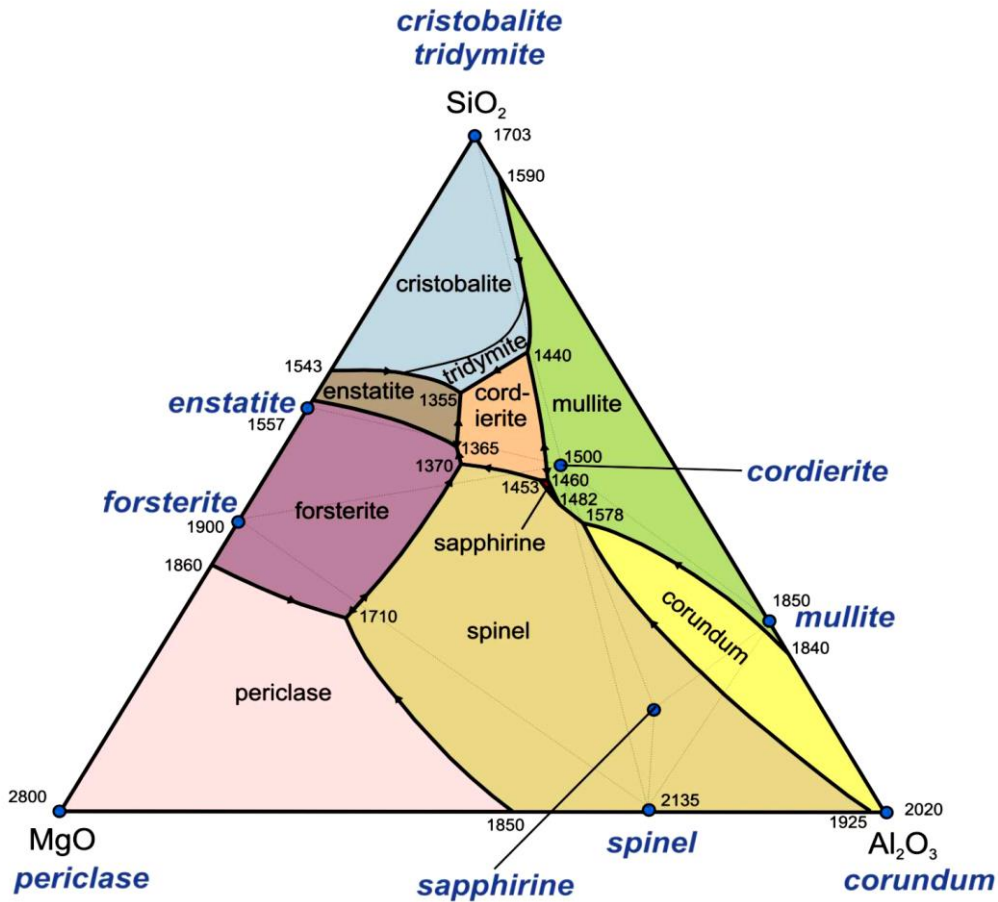 cristobalite
tridymite
SiO₂
1703
1590
cristobalite
1543
tridymite
1440
enstatite
1355
cord-
ierite
mullite
enstatite
1557
1365
1370
1500
cordierite
1453
1460
1482
1578
forsterite
1900
forsterite
sapphirine
1860
1710
spinel
corundum
1850
mullite
1840
periclase
2800
2135
2020
1850
1925
MgO
spinel
Al₂O₃
periclase
sapphirine
corundum